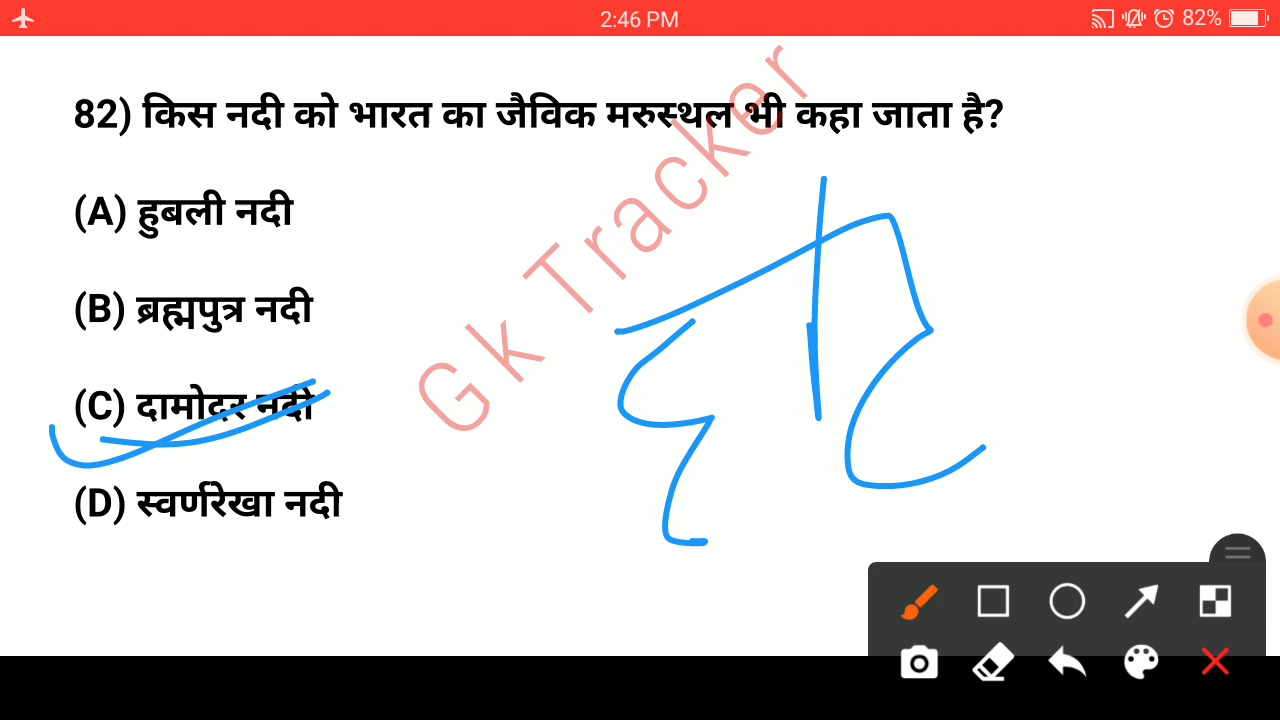 2:46 PM
82%
82) किस नदी को भारत का जैविक मरुस्थल भी कहा जाता है?
(A) हुबली नदी
(B) ब्रह्मपुत्र नदी
(C) दामोदर नदी
(D) स्वर्णरेखा नदी
Gk Tracker